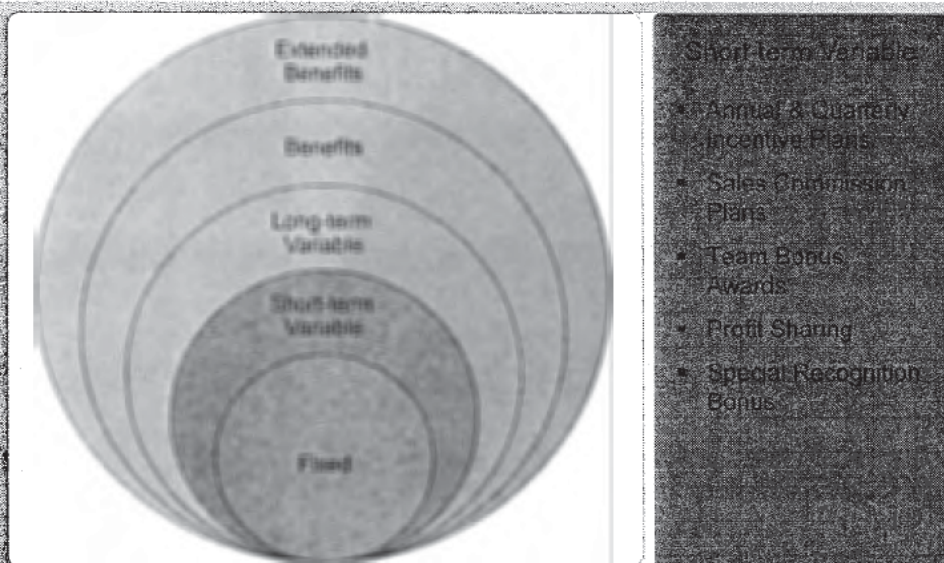 Extended
Benefits
Benefits
Long-term
Variable
Short-term
Variable
Fixed
Short-term Variable
• Annual & Quarterly
Incentive Plans
• Sales Commission
Plans
• Team Bonus
Awards
• Profit Sharing
• Special Recognition
Bonus